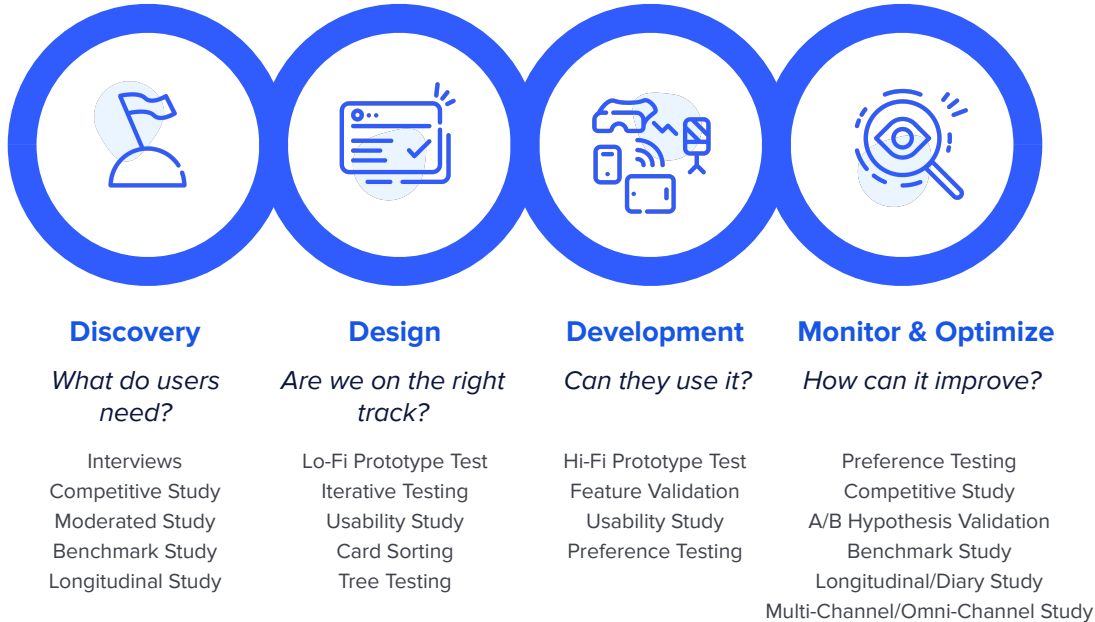 Discovery
What do users
need?
Interviews
Competitive Study
Moderated Study
Benchmark Study
Longitudinal Study
Design
Are we on the right
track?
Lo-Fi Prototype Test
Iterative Testing
Usability Study
Card Sorting
Tree Testing
Development
Can they use it?
Hi-Fi Prototype Test
Feature Validation
Usability Study
Preference Testing
Monitor & Optimize
How can it improve?
Preference Testing
Competitive Study
A/B Hypothesis Validation
Benchmark Study
Longitudinal/Diary Study
Multi-Channel/Omni-Channel Study